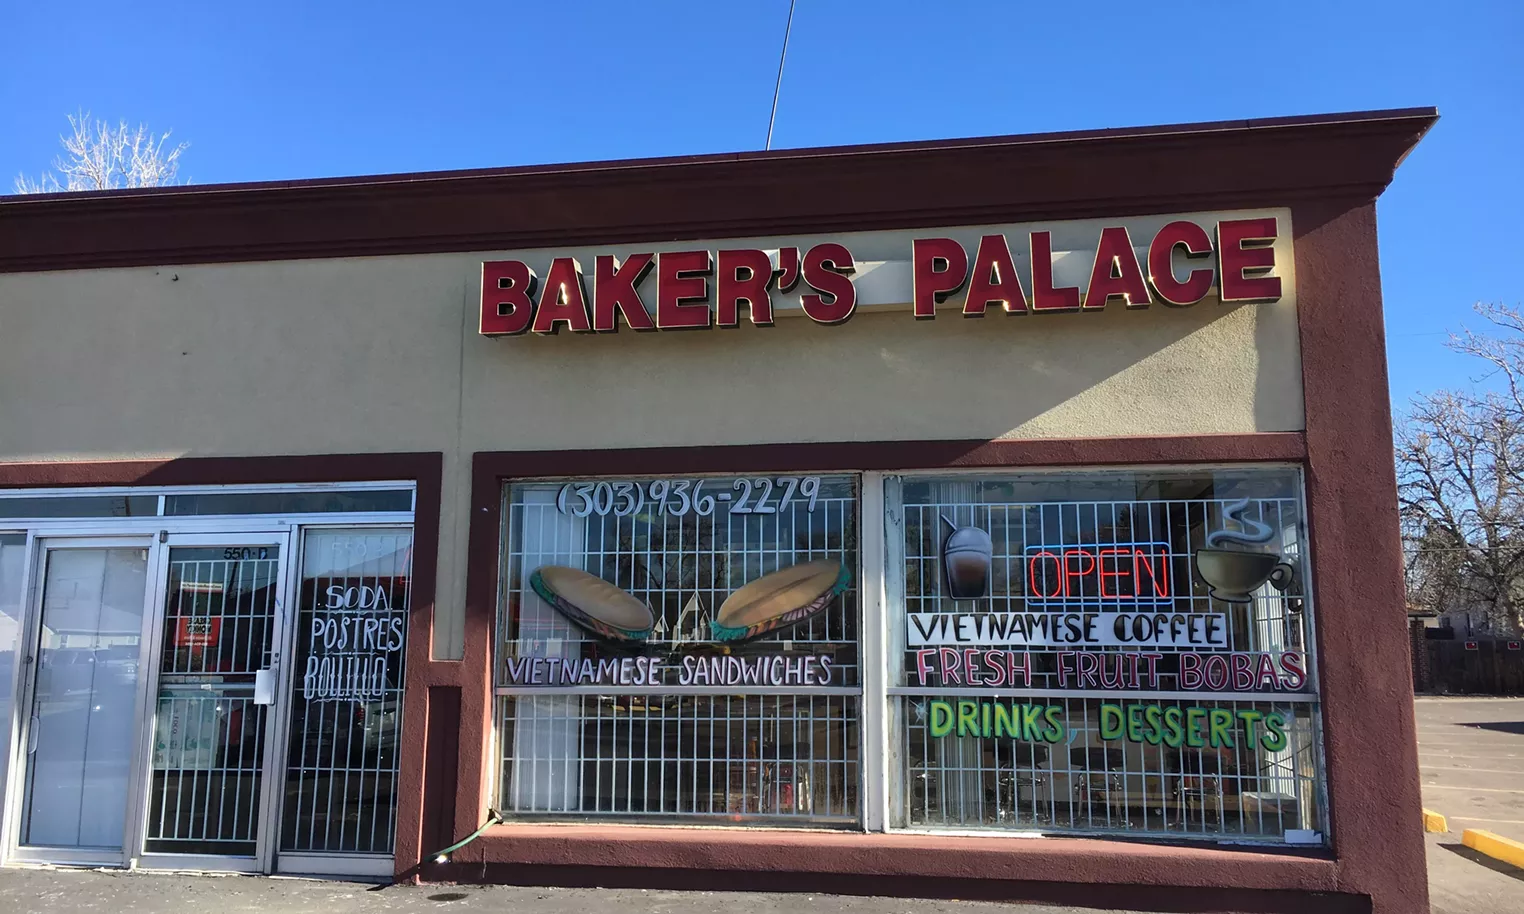 BAKER'S PALACE
(303) 936-2279
OPEN
VIETNAMESE COFFEE
VIETNAMESE SANDWICHES
FRESH FRUIT BOBAS
DRINKS, DESSERTS
550-D
SODA
POSTRES
BOLILLO